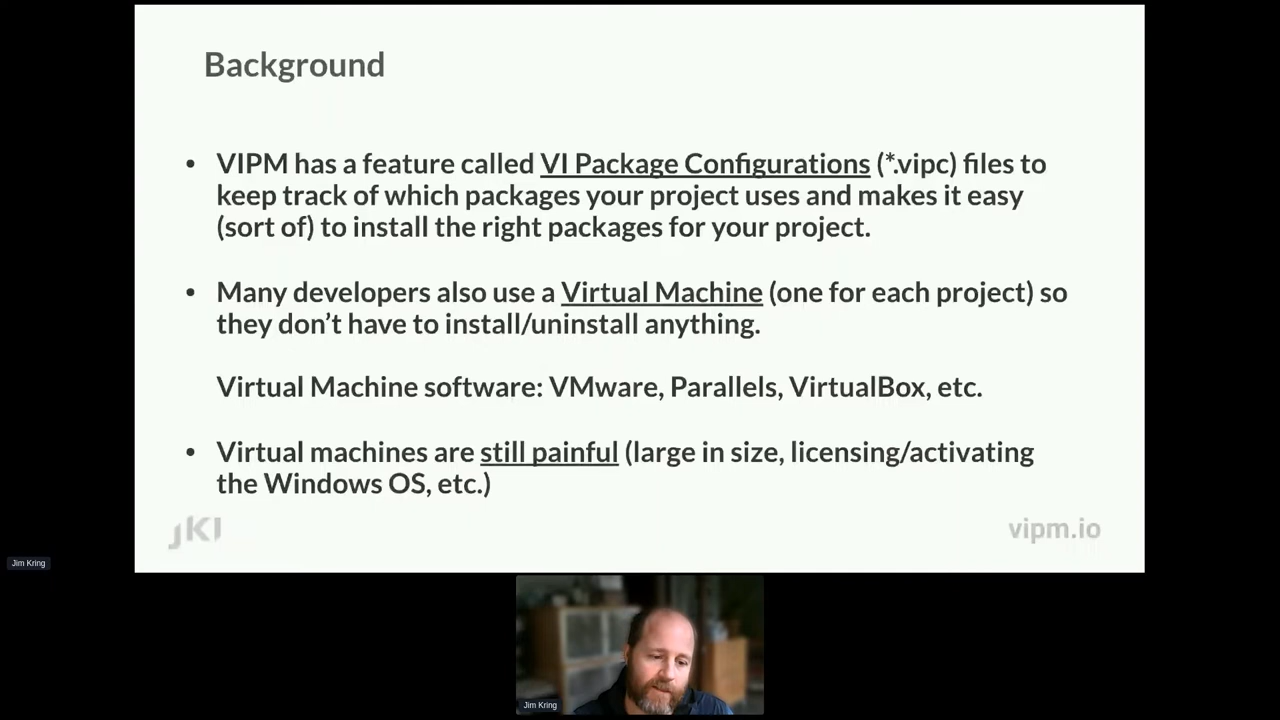 Background
• VIPM has a feature called VI Package Configurations (*.vipc) files to
keep track of which packages your project uses and makes it easy
(sort of) to install the right packages for your project.
• Many developers also use a Virtual Machine (one for each project) so
they don’t have to install/uninstall anything.
Virtual Machine software: VMware, Parallels, VirtualBox, etc.
• Virtual machines are still painful (large in size, licensing/activating
the Windows OS, etc.)
JKI
vipm.io
Jim Kring
Jim Kring